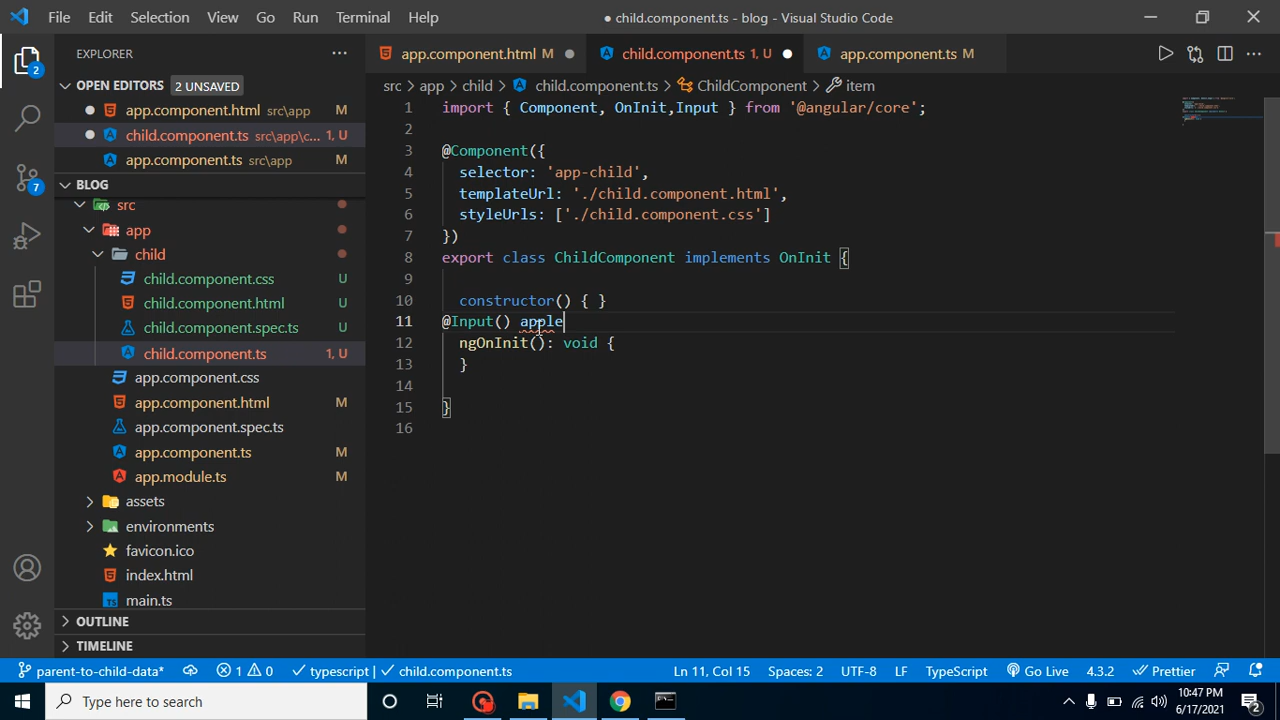 File Edit Selection View Go Run Terminal Help
● child.component.ts - blog - Visual Studio Code
EXPLORER
OPEN EDITORS 2 UNSAVED
app.component.html src\app M
child.component.ts src\app\c... 1, U
app.component.ts src\app M
BLOG
src
app
child
child.component.css U
child.component.html U
child.component.spec.ts U
child.component.ts 1, U
app.component.css
app.component.html M
app.component.spec.ts
app.component.ts M
app.module.ts M
assets
environments
favicon.ico
index.html
main.ts
OUTLINE
TIMELINE
2
7
app.component.html M
child.component.ts 1, U
app.component.ts M
src > app > child > child.component.ts > ChildComponent > item
1 import { Component, OnInit,Input } from '@angular/core';
2
3 @Component({
4 selector: 'app-child',
5 templateUrl: './child.component.html',
6 styleUrls: ['./child.component.css']
7 })
8 export class ChildComponent implements OnInit {
9
10 constructor() { }
11 @Input() apple
12 ngOnInit(): void {
13 }
14
15 }
16
parent-to-child-data* 1 0 typescript | child.component.ts Ln 11, Col 15 Spaces: 2 UTF-8 LF TypeScript Go Live 4.3.2 Prettier
Type here to search
10:47 PM
6/17/2021
2